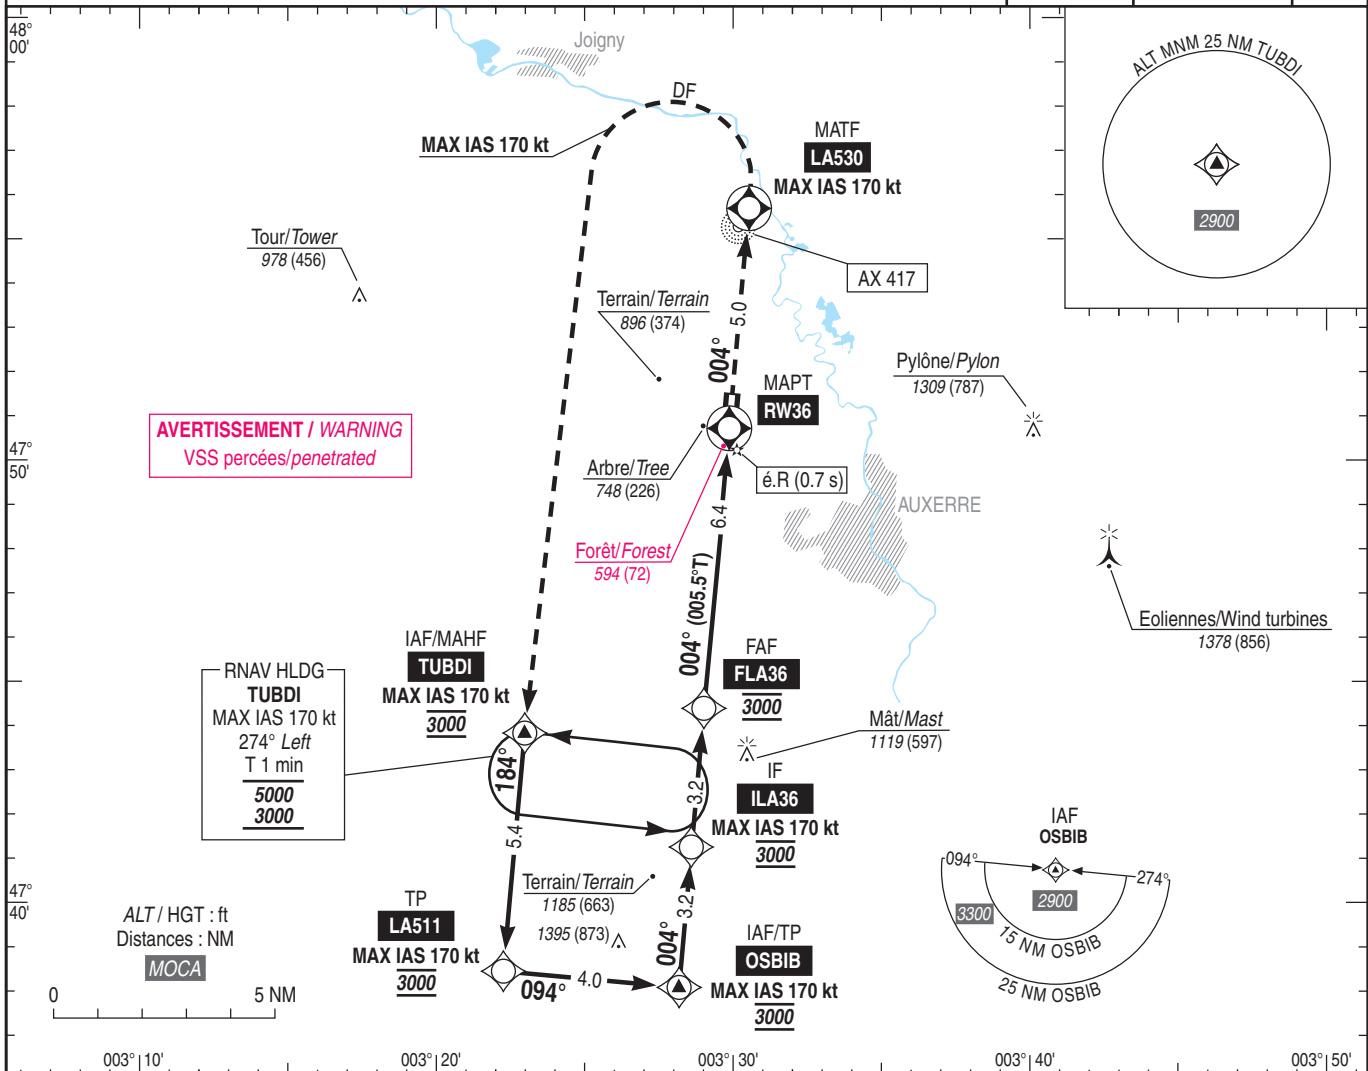 48°
00'
Joigny
DF
MAX IAS 170 kt
MATF
LA530
MAX IAS 170 kt
ALT MNM 25 NM TUBDI
2900
Tour/Tower
978 (456)
AX 417
Terrain/Terrain
896 (374)
5.0
004°
Pylône/Pylon
1309 (787)
MAPT
RW36
AVERTISSEMENT / WARNING
VSS percées/penetrated
47°
50'
Arbre/Tree
748 (226)
é.R (0.7 s)
AUXERRE
6.4
Forêt/Forest
594 (72)
004° (005.5°T)
Eoliennes/Wind turbines
1378 (856)
IAF/MAHF
TUBDI
MAX IAS 170 kt
3000
FAF
FLA36
3000
RNAV HLDG
TUBDI
MAX IAS 170 kt
274° Left
T 1 min
5000
3000
Mât/Mast
1119 (597)
184°
5.4
3.2
IF
ILA36
MAX IAS 170 kt
3000
IAF
OSBIB
094°
274°
2900
3300
15 NM OSBIB
25 NM OSBIB
Terrain/Terrain
1185 (663)
1395 (873)
3.2
004°
47°
40'
TP
LA511
MAX IAS 170 kt
3000
094°
4.0
IAF/TP
OSBIB
MAX IAS 170 kt
3000
ALT / HGT : ft
Distances : NM
MOCA
0
5 NM
003° 10'
003° 20'
003° 30'
003° 40'
003° 50'